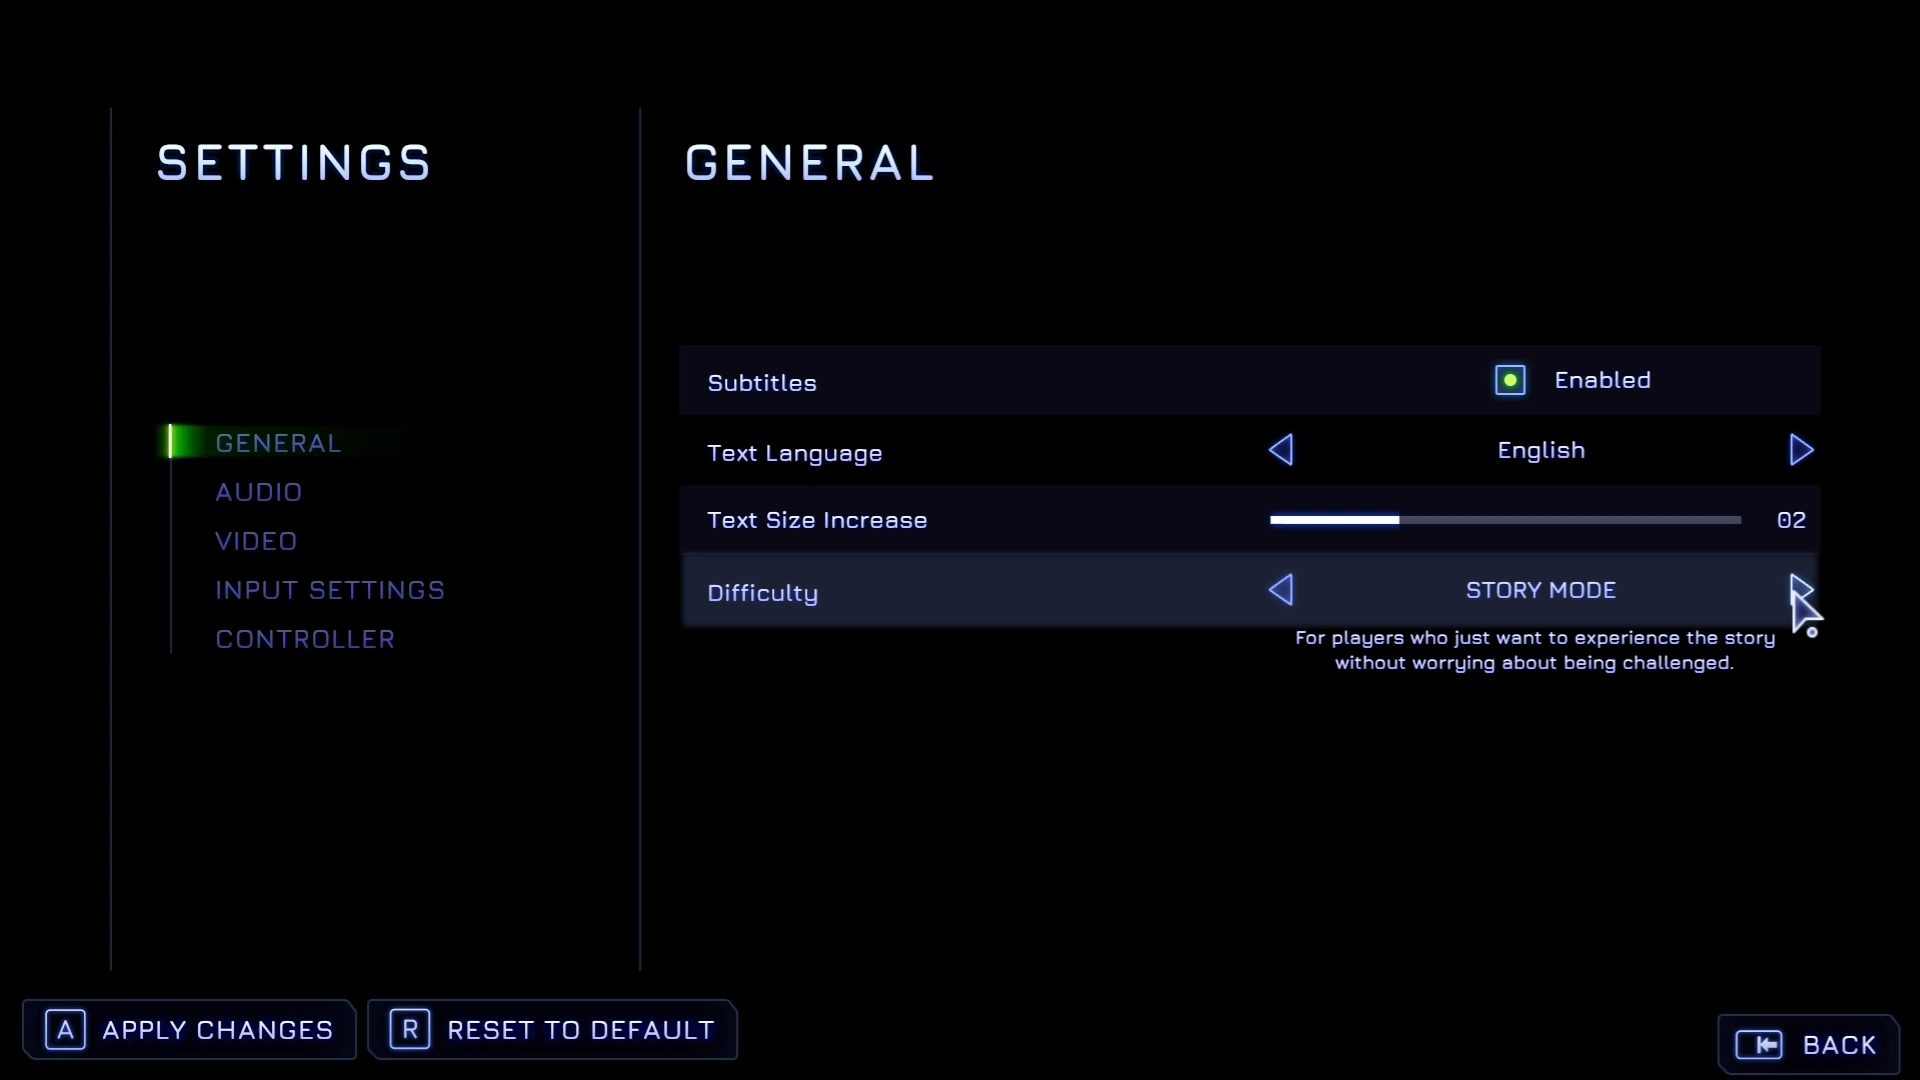 SETTINGS
GENERAL
AUDIO
VIDEO
INPUT SETTINGS
CONTROLLER
GENERAL
Subtitles
Enabled
Text Language
English
Text Size Increase
02
Difficulty
STORY MODE
For players who just want to experience the story
without worrying about being challenged.
A APPLY CHANGES
R RESET TO DEFAULT
BACK